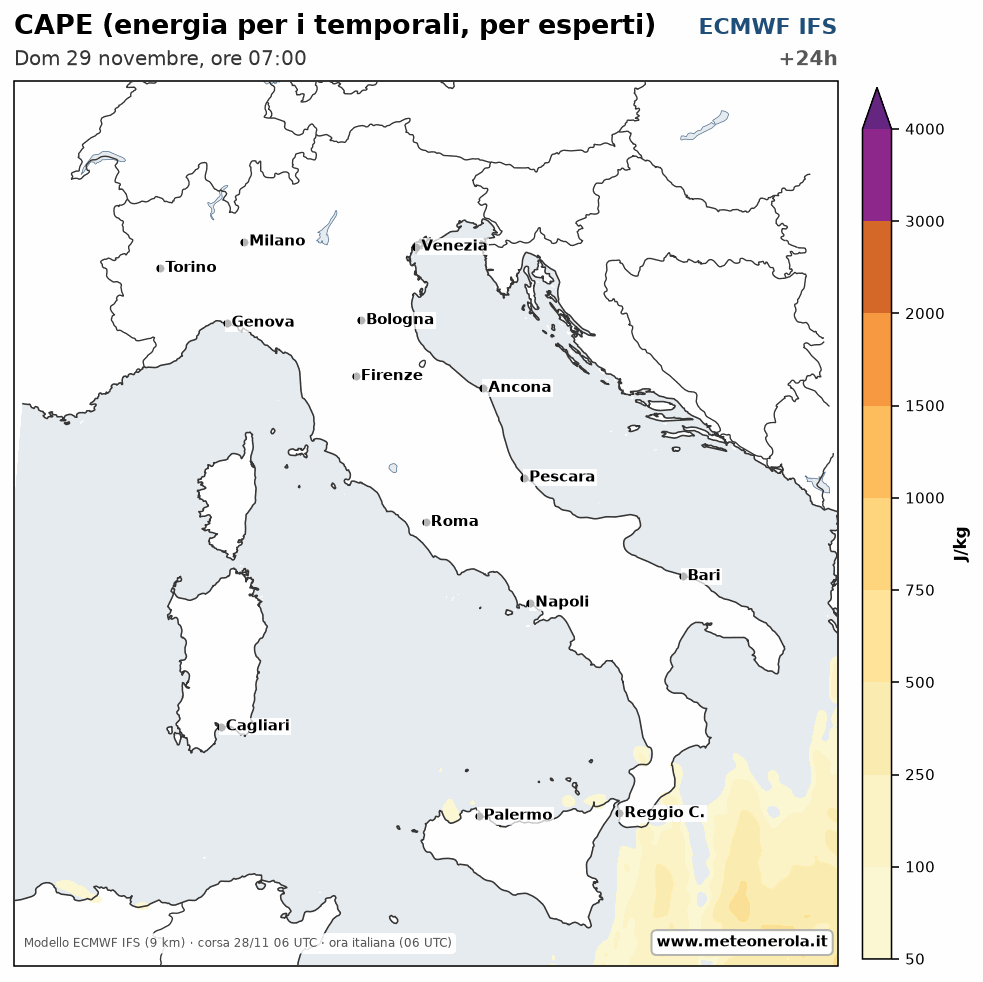 CAPE (energia per i temporali, per esperti)
ECMWF IFS
Dom 29 novembre, ore 07:00
+24h
4000
3000
2000
1500
1000
750
500
250
100
50
J/kg
Milano
Venezia
Torino
Genova
Bologna
Firenze
Ancona
Pescara
Roma
Bari
Napoli
Cagliari
Palermo
Reggio C.
Modello ECMWF IFS (9 km) · corsa 28/11 06 UTC · ora italiana (06 UTC)
www.meteonerola.it